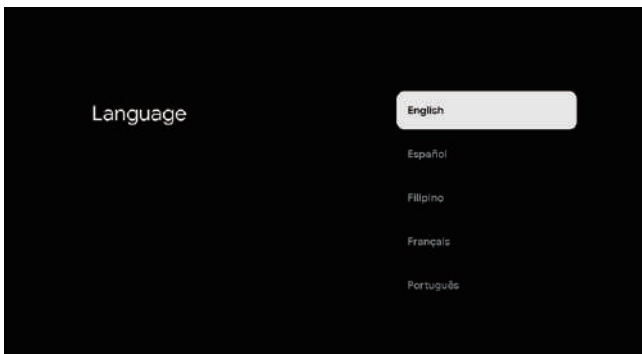 Language
English
Español
Filipino
Français
Português